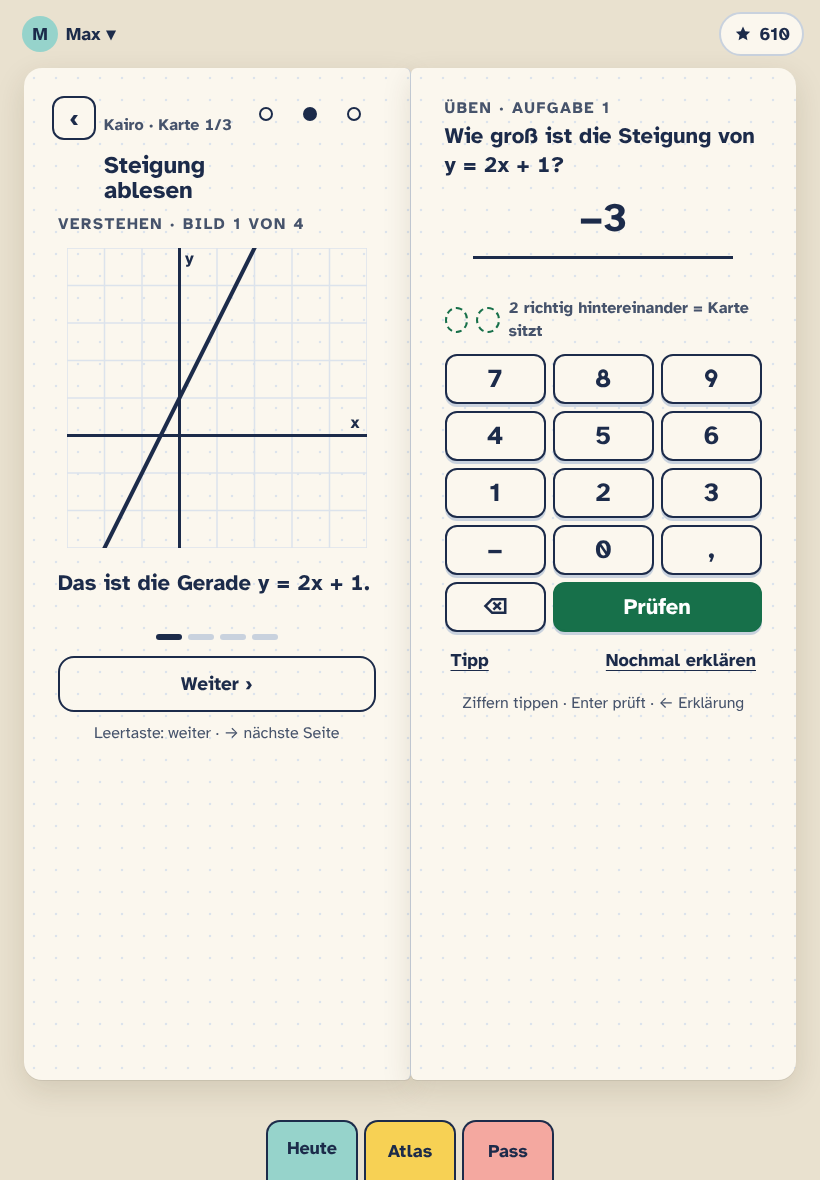 M Max ▾
★ 610
‹ Kairo · Karte 1/3
Steigung
ablesen
VERSTEHEN · BILD 1 VON 4
y
x
Das ist die Gerade y = 2x + 1.
Weiter ›
Leertaste: weiter · → nächste Seite
ÜBEN · AUFGABE 1
Wie groß ist die Steigung von
y = 2x + 1?
–3
2 richtig hintereinander = Karte
sitzt
7 8 9
4 5 6
1 2 3
– 0 ,
⌫ Prüfen
Tipp Nochmal erklären
Ziffern tippen · Enter prüft · ← Erklärung
Heute Atlas Pass